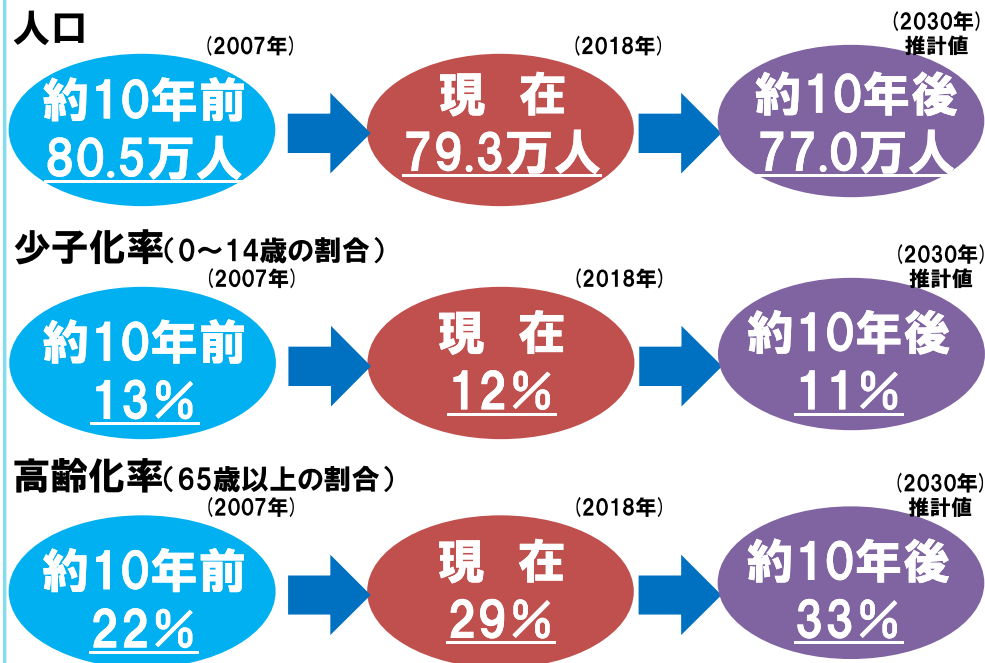 人口
(2007年)
(2018年)
(2030年)
推計値
約10年前
80.5万人
現 在
79.3万人
約10年後
77.0万人
少子化率(0～14歳の割合)
(2007年)
(2018年)
(2030年)
推計値
約10年前
13%
現 在
12%
約10年後
11%
高齢化率(65歳以上の割合)
(2007年)
(2018年)
(2030年)
推計値
約10年前
22%
現 在
29%
約10年後
33%